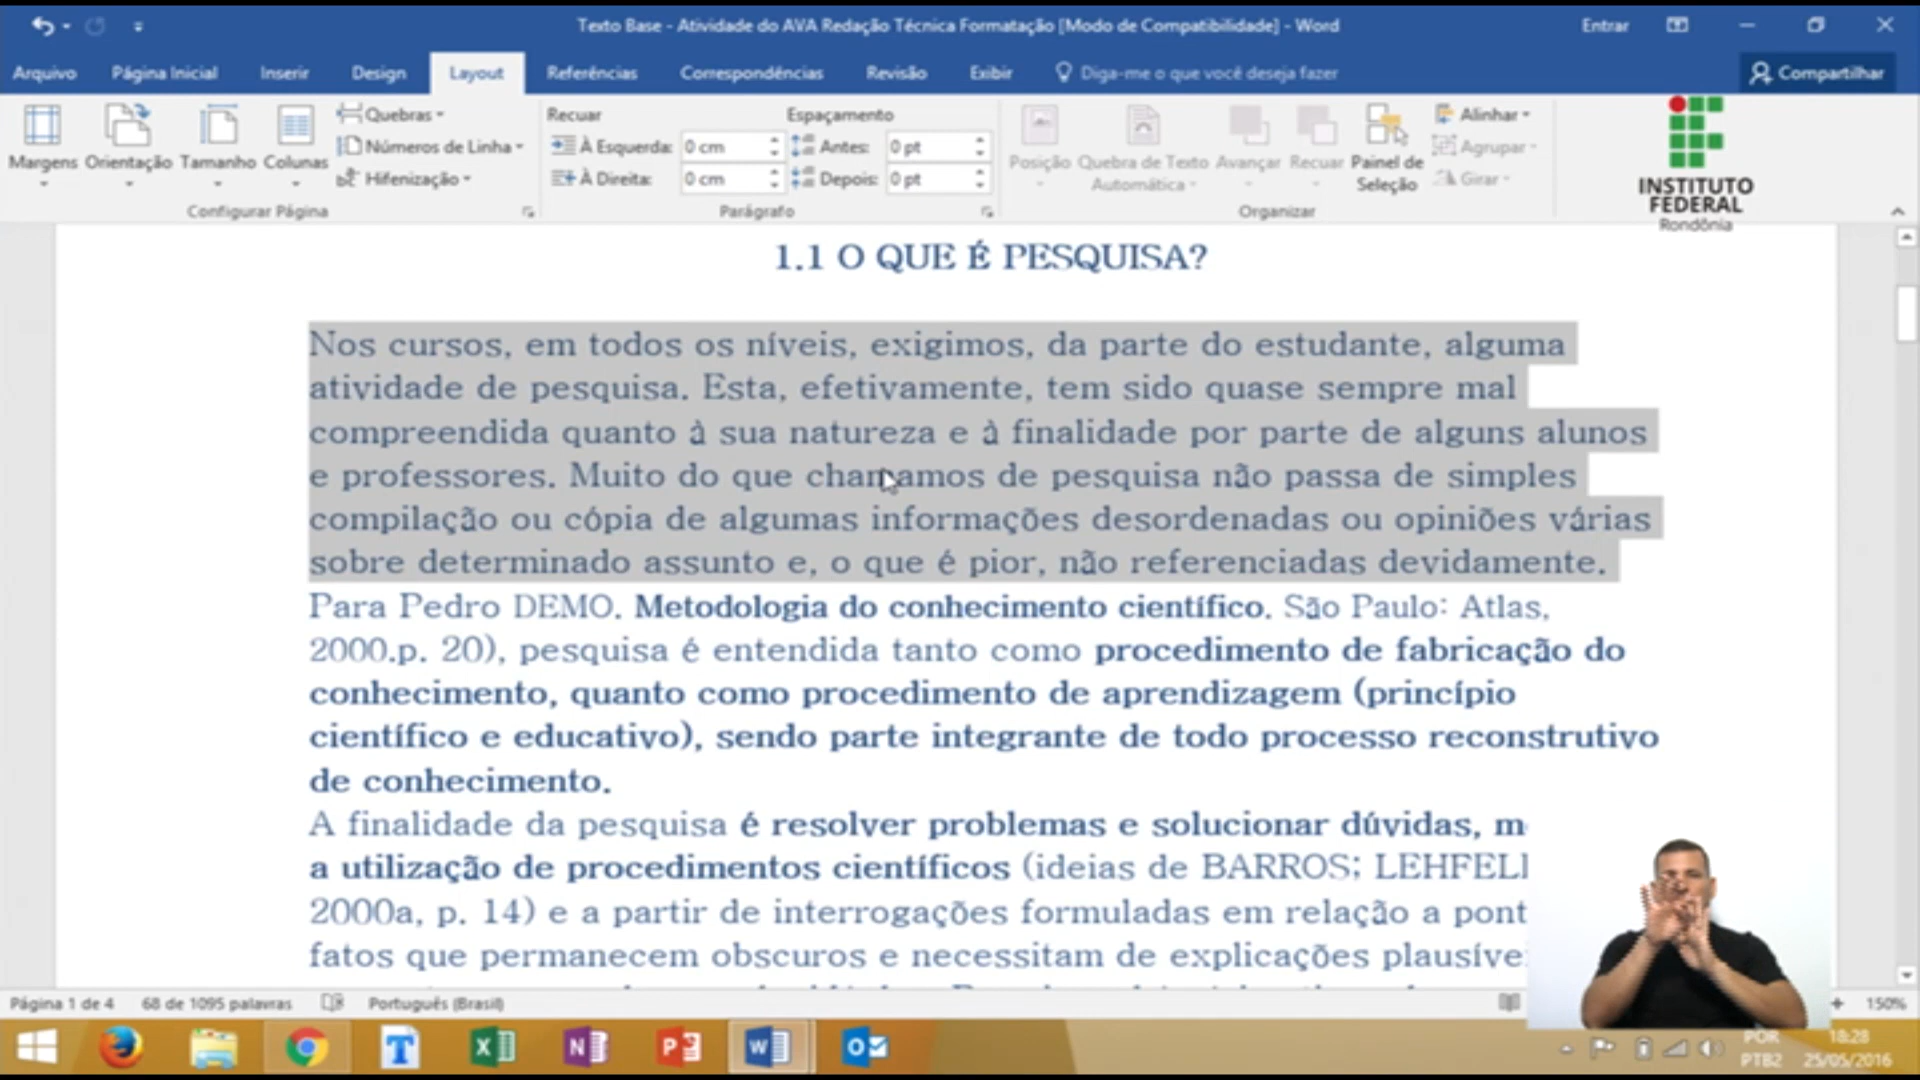 Texto Base - Atividade do AVA Redação Técnica Formatação [Modo de Compatibilidade] - Word
Entrar
Arquivo Página Inicial Inserir Design Layout Referências Correspondências Revisão Exibir Diga-me o que você deseja fazer Compartilhar
Margens Orientação Tamanho Colunas
Quebras
Números de Linha
Hifenização
Configurar Página
Recuar Espaçamento
À Esquerda: 0 cm Antes: 0 pt
À Direita: 0 cm Depois: 0 pt
Parágrafo
Posição Quebra de Texto Automática Avançar Recuar Painel de Seleção
Alinhar
Agrupar
Girar
Organizar
INSTITUTO
FEDERAL
Rondônia
1.1 O QUE É PESQUISA?
Nos cursos, em todos os níveis, exigimos, da parte do estudante, alguma
atividade de pesquisa. Esta, efetivamente, tem sido quase sempre mal
compreendida quanto à sua natureza e à finalidade por parte de alguns alunos
e professores. Muito do que chamamos de pesquisa não passa de simples
compilação ou cópia de algumas informações desordenadas ou opiniões várias
sobre determinado assunto e, o que é pior, não referenciadas devidamente.
Para Pedro DEMO. Metodologia do conhecimento científico. São Paulo: Atlas,
2000.p. 20), pesquisa é entendida tanto como procedimento de fabricação do
conhecimento, quanto como procedimento de aprendizagem (princípio
científico e educativo), sendo parte integrante de todo processo reconstrutivo
de conhecimento.
A finalidade da pesquisa é resolver problemas e solucionar dúvidas, m
a utilização de procedimentos científicos (ideias de BARROS; LEHFEL
2000a, p. 14) e a partir de interrogações formuladas em relação a pont
fatos que permanecem obscuros e necessitam de explicações plausíve
Página 1 de 4 68 de 1095 palavras Português (Brasil) 150%
POR 18:28
PTB2 25/05/2016